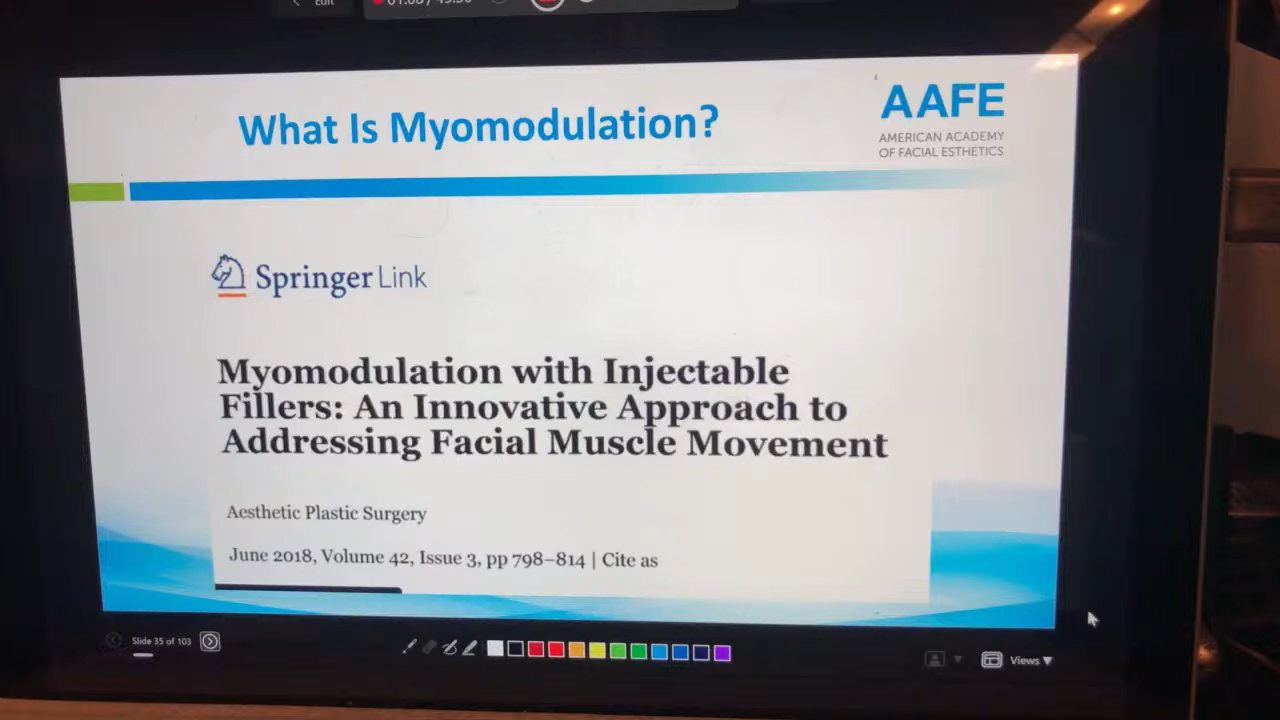 Edit
What Is Myomodulation?
AAFE
AMERICAN ACADEMY
OF FACIAL ESTHETICS
Springer Link
Myomodulation with Injectable
Fillers: An Innovative Approach to
Addressing Facial Muscle Movement
Aesthetic Plastic Surgery
June 2018, Volume 42, Issue 3, pp 798–814 | Cite as
Slide 35 of 103
Views